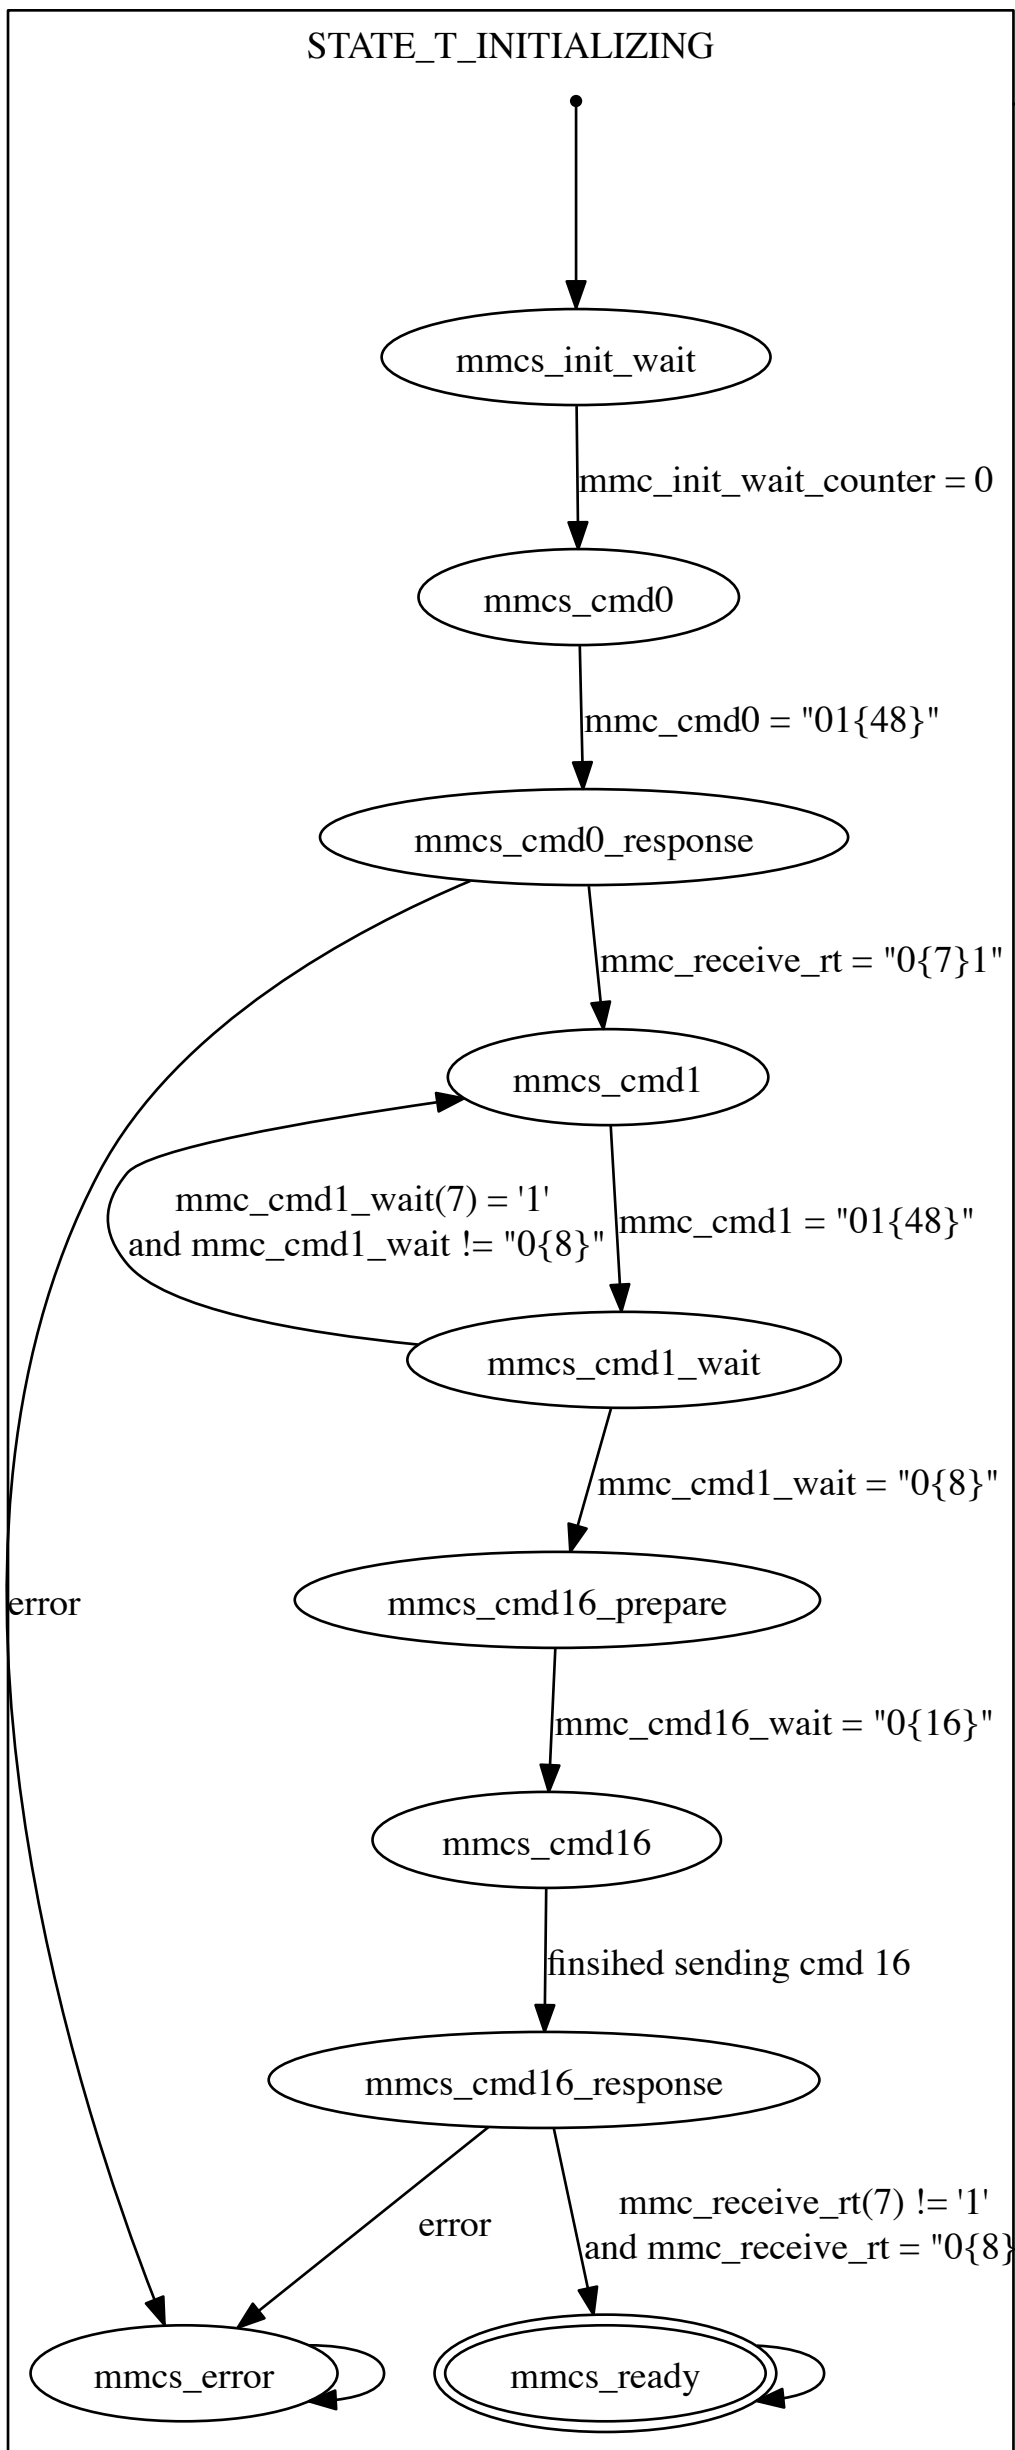 STATE_T_INITIALIZING
mmcs_init_wait
mmc_init_wait_counter = 0
mmcs_cmd0
mmc_cmd0 = "01{48}"
mmcs_cmd0_response
mmc_receive_rt = "0{7}1"
mmcs_cmd1
mmc_cmd1_wait(7) = '1'
and mmc_cmd1_wait != "0{8}"
mmc_cmd1 = "01{48}"
mmcs_cmd1_wait
mmc_cmd1_wait = "0{8}"
error
mmcs_cmd16_prepare
mmc_cmd16_wait = "0{16}"
mmcs_cmd16
finsihed sending cmd 16
mmcs_cmd16_response
error
mmc_receive_rt(7) != '1'
and mmc_receive_rt = "0{8}
mmcs_error
mmcs_ready